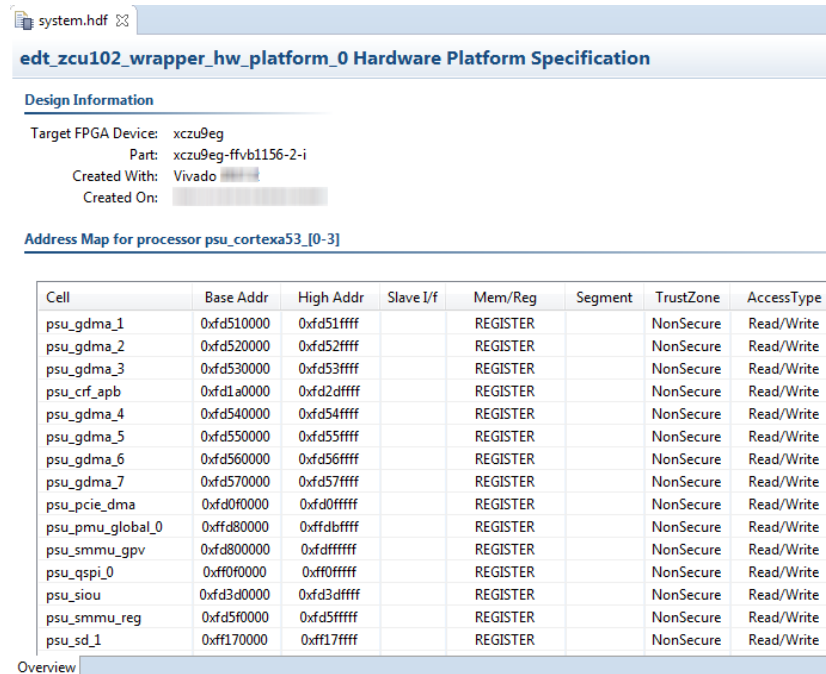 system.hdf
edt_zcu102_wrapper_hw_platform_0 Hardware Platform Specification
Design Information
Target FPGA Device: xczu9eg
Part: xczu9eg-ffvb1156-2-i
Created With: Vivado
Created On:
Address Map for processor psu_cortexa53_[0-3]
Cell Base Addr High Addr Slave I/f Mem/Reg Segment TrustZone AccessType
psu_gdma_1 0xfd510000 0xfd51ffff REGISTER NonSecure Read/Write
psu_gdma_2 0xfd520000 0xfd52ffff REGISTER NonSecure Read/Write
psu_gdma_3 0xfd530000 0xfd53ffff REGISTER NonSecure Read/Write
psu_crf_apb 0xfd1a0000 0xfd2dffff REGISTER NonSecure Read/Write
psu_gdma_4 0xfd540000 0xfd54ffff REGISTER NonSecure Read/Write
psu_gdma_5 0xfd550000 0xfd55ffff REGISTER NonSecure Read/Write
psu_gdma_6 0xfd560000 0xfd56ffff REGISTER NonSecure Read/Write
psu_gdma_7 0xfd570000 0xfd57ffff REGISTER NonSecure Read/Write
psu_pcie_dma 0xfd0f0000 0xfd0fffff REGISTER NonSecure Read/Write
psu_pmu_global_0 0xffd80000 0xffdbffff REGISTER NonSecure Read/Write
psu_smmu_gpv 0xfd800000 0xfdffffff REGISTER NonSecure Read/Write
psu_qspi_0 0xff0f0000 0xff0fffff REGISTER NonSecure Read/Write
psu_siou 0xfd3d0000 0xfd3dffff REGISTER NonSecure Read/Write
psu_smmu_reg 0xfd5f0000 0xfd5fffff REGISTER NonSecure Read/Write
psu_sd_1 0xff170000 0xff17ffff REGISTER NonSecure Read/Write
Overview